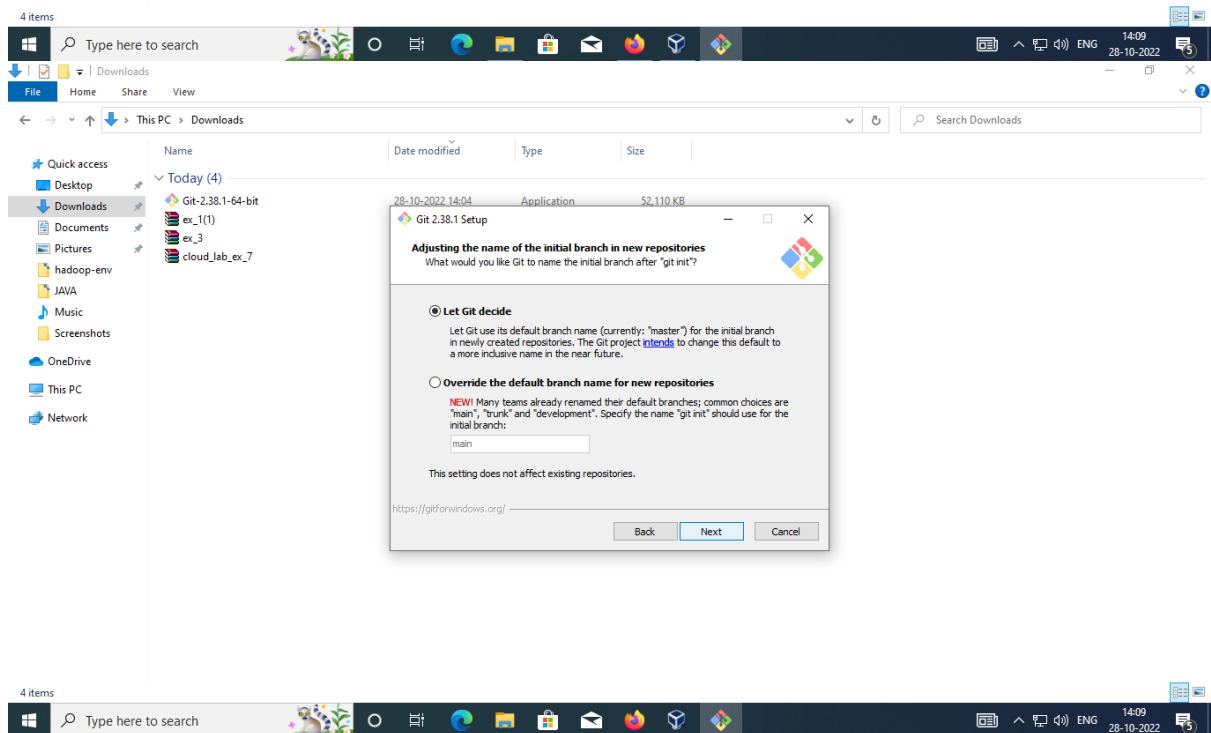 4 items
Type here to search
ENG
14:09
28-10-2022
5
Downloads
File Home Share View
?
This PC > Downloads
Search Downloads
Name Date modified Type Size
Quick access
Today (4)
Desktop
Git-2.38.1-64-bit 28-10-2022 14:04 Application 52,110 KB
Downloads
ex_1(1)
Documents
ex_3
Pictures
cloud_lab_ex_7
hadoop-env
JAVA
Music
Screenshots
OneDrive
This PC
Network
Git 2.38.1 Setup
Adjusting the name of the initial branch in new repositories
What would you like Git to name the initial branch after "git init"?
Let Git decide
Let Git use its default branch name (currently: "master") for the initial branch
in newly created repositories. The Git project intends to change this default to
a more inclusive name in the near future.
Override the default branch name for new repositories
NEW! Many teams already renamed their default branches; common choices are
"main", "trunk" and "development". Specify the name "git init" should use for the
initial branch:
main
This setting does not affect existing repositories.
https://gitforwindows.org/
Back Next Cancel
4 items
Type here to search
ENG
14:09
28-10-2022
5